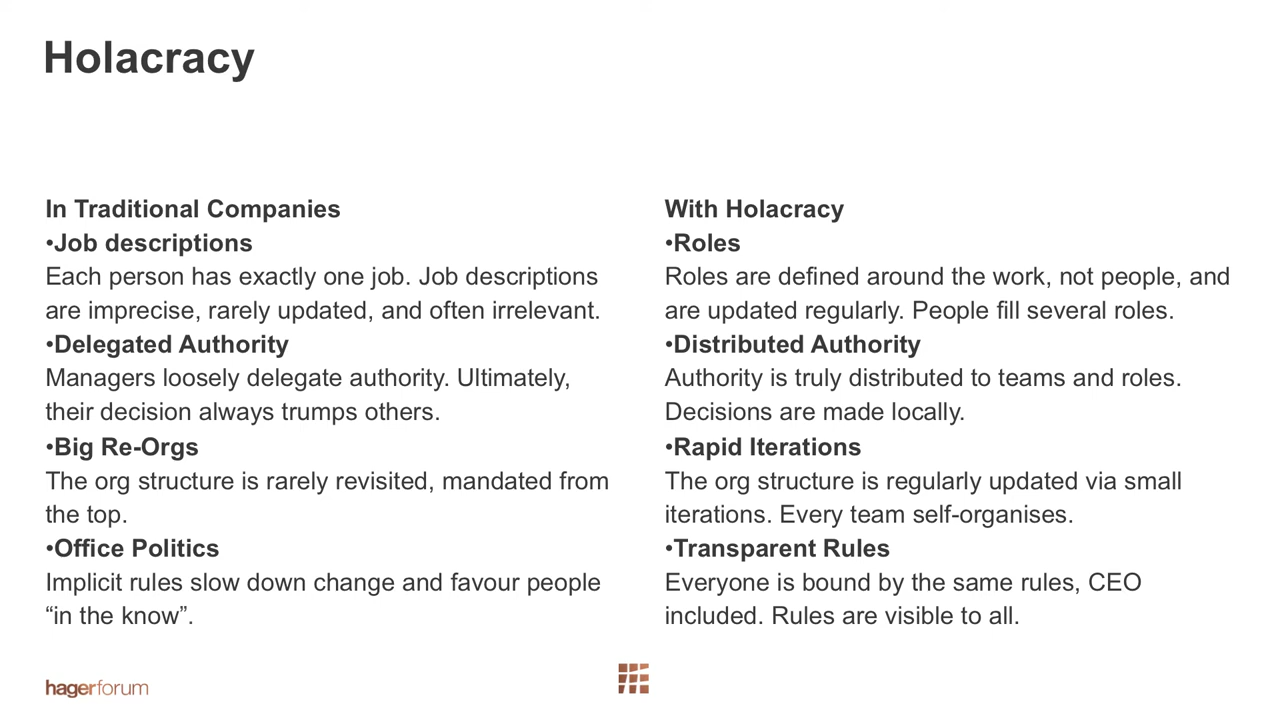 Holacracy
In Traditional Companies
•Job descriptions
Each person has exactly one job. Job descriptions
are imprecise, rarely updated, and often irrelevant.
•Delegated Authority
Managers loosely delegate authority. Ultimately,
their decision always trumps others.
•Big Re-Orgs
The org structure is rarely revisited, mandated from
the top.
•Office Politics
Implicit rules slow down change and favour people
“in the know”.
With Holacracy
•Roles
Roles are defined around the work, not people, and
are updated regularly. People fill several roles.
•Distributed Authority
Authority is truly distributed to teams and roles.
Decisions are made locally.
•Rapid Iterations
The org structure is regularly updated via small
iterations. Every team self-organises.
•Transparent Rules
Everyone is bound by the same rules, CEO
included. Rules are visible to all.
hagerforum